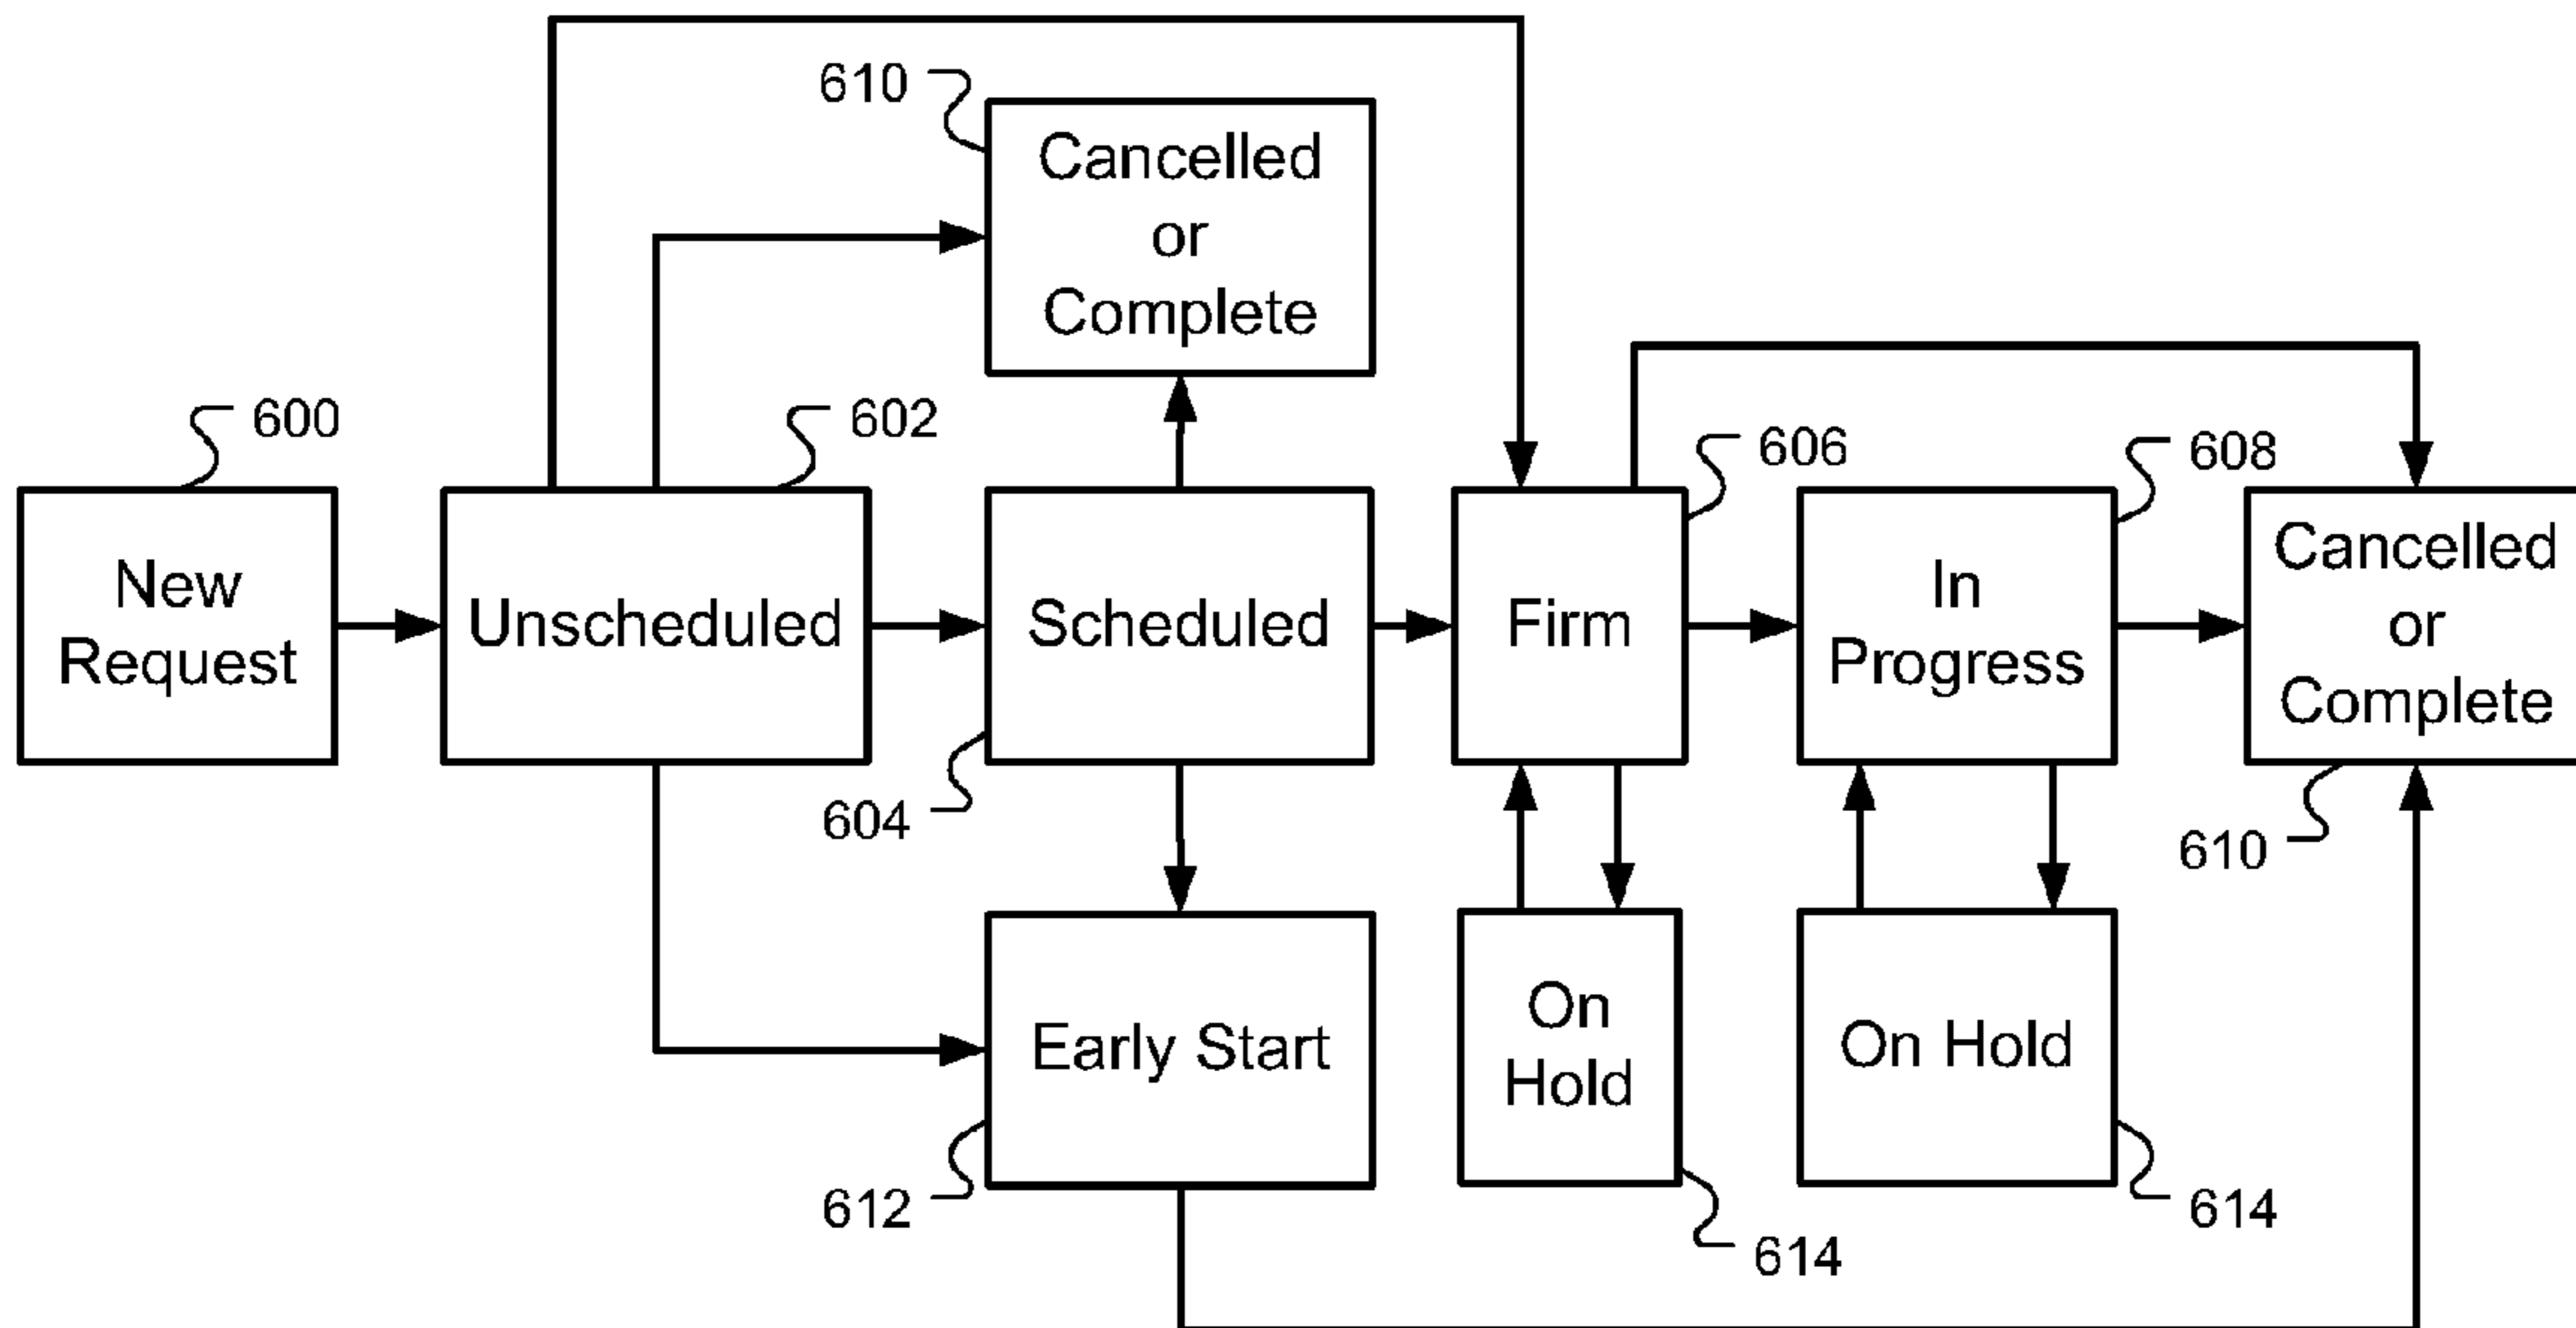 610
Cancelled
or
Complete
600
602
606
608
New
Request
Unscheduled
Scheduled
Firm
In
Progress
Cancelled
or
Complete
604
610
Early Start
On
Hold
On Hold
612
614
614